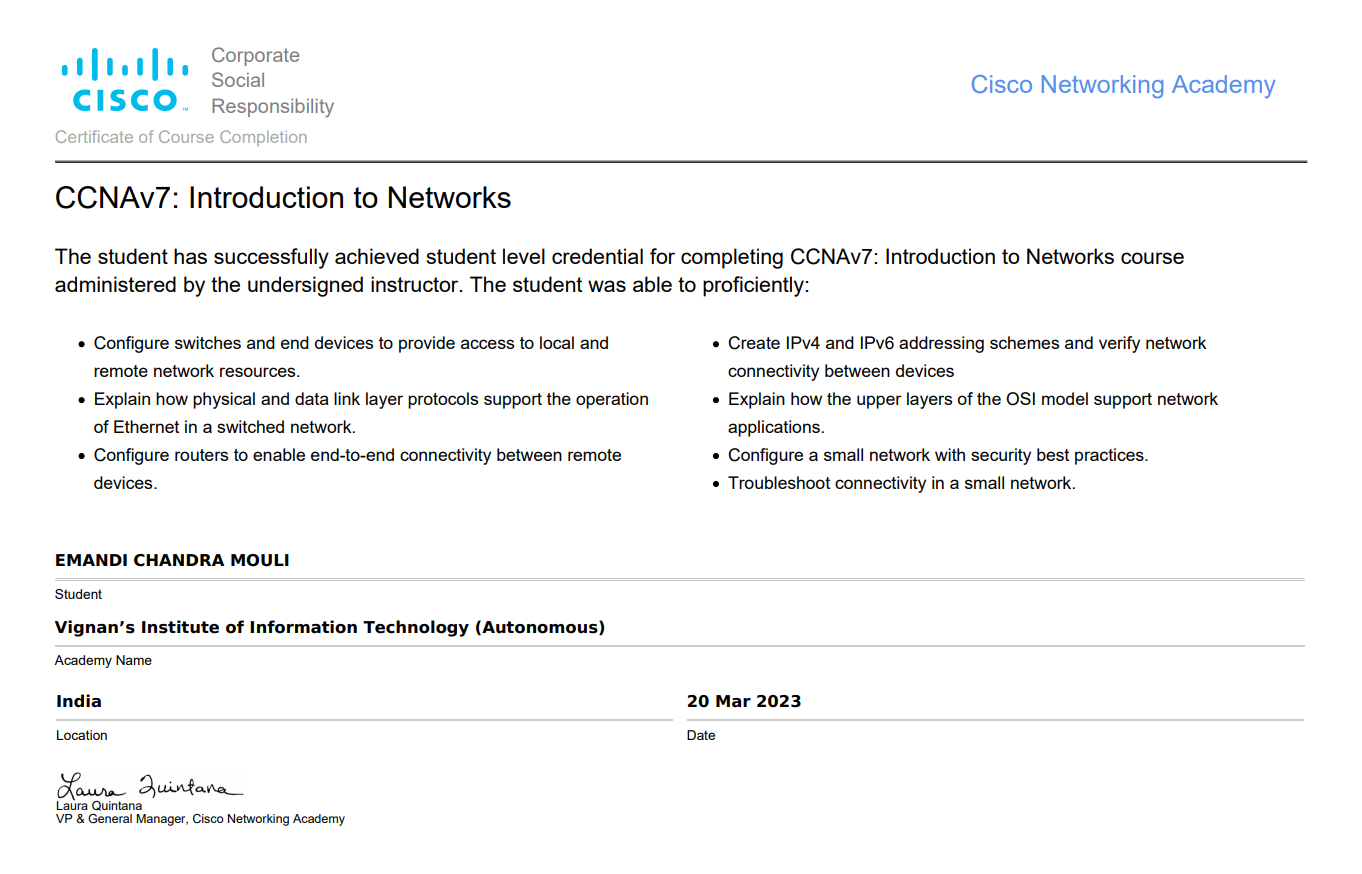 Corporate
Social
Responsibility
CISCO™
Cisco Networking Academy
Certificate of Course Completion
CCNAv7: Introduction to Networks
The student has successfully achieved student level credential for completing CCNAv7: Introduction to Networks course
administered by the undersigned instructor. The student was able to proficiently:
• Configure switches and end devices to provide access to local and
remote network resources.
• Explain how physical and data link layer protocols support the operation
of Ethernet in a switched network.
• Configure routers to enable end-to-end connectivity between remote
devices.
• Create IPv4 and IPv6 addressing schemes and verify network
connectivity between devices
• Explain how the upper layers of the OSI model support network
applications.
• Configure a small network with security best practices.
• Troubleshoot connectivity in a small network.
EMANDI CHANDRA MOULI
Student
Vignan’s Institute of Information Technology (Autonomous)
Academy Name
India
Location
20 Mar 2023
Date
Laura Quintana
Laura Quintana
VP & General Manager, Cisco Networking Academy